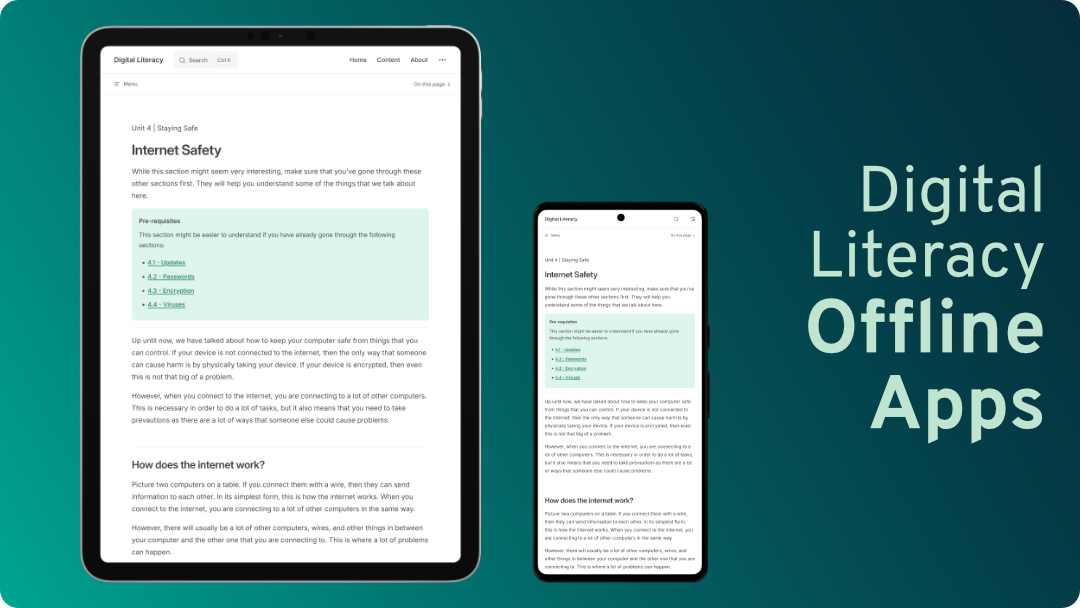 Digital Literacy
Search
Ctrl K
Home
Content
About
Menu
On this page
Unit 4 | Staying Safe
Internet Safety
While this section might seem very interesting, make sure that you've gone through these
other sections first. They will help you understand some of the things that we talk about
here.
Pre-requisites
This section might be easier to understand if you have already gone through the following
sections:
4.1 - Updates
4.2 - Passwords
4.3 - Encryption
4.4 - Viruses
Up until now, we have talked about how to keep your computer safe from things that you
can control. If your device is not connected to the internet, then the only way that someone
can cause harm is by physically taking your device. If your device is encrypted, then even
this is not that big of a problem.
However, when you connect to the internet, you are connecting to a lot of other computers.
This is necessary in order to do a lot of tasks, but it also means that you need to take
prevautions as there are a lot of ways that someone else could cause problems.
How does the internet work?
Picture two computers on a table. If you connect them with a wire, then they can send
information to each other. In its simplest form, this is how the internet works. When you
connect to the internet, you are connecting to a lot of other computers in the same way.
However, there will usually be a lot of other computers, wires, and other things in between
your computer and the other one that you are connecting to. This is where a lot of problems
can happen.
Digital Literacy
Menu
On this page
Unit 4 | Staying Safe
Internet Safety
While this section might seem very interesting, make sure that you've
gone through these other sections first. They will help you
understand some of the things that we talk about here.
Pre-requisites
This section might be easier to understand if you have already gone
through the following sections:
4.1 - Updates
4.2 - Passwords
4.3 - Encryption
4.4 - Viruses
Up until now, we have talked about how to keep your computer safe
from things that you can control. If your device is not connected to
the internet, then the only way that someone can cause harm is by
physically taking your device. If your device is encrypted, then even
this is not that big of a problem.
However, when you connect to the internet, you are connecting to a
lot of other computers. This is necessary in order to do a lot of tasks,
but it also means that you need to take prevautions as there are a lot
of ways that someone else could cause problems.
How does the internet work?
Picture two computers on a table. If you connect them with a wire,
then they can send information to each other. In its simplest form,
this is how the internet works. When you connect to the internet, you
are connecting to a lot of other computers in the same way.
However, there will usually be a lot of other computers, wires, and
other things in between your computer and the other one that you are
connecting to. This is where a lot of problems can happen.
Digital
Literacy
Offline
Apps